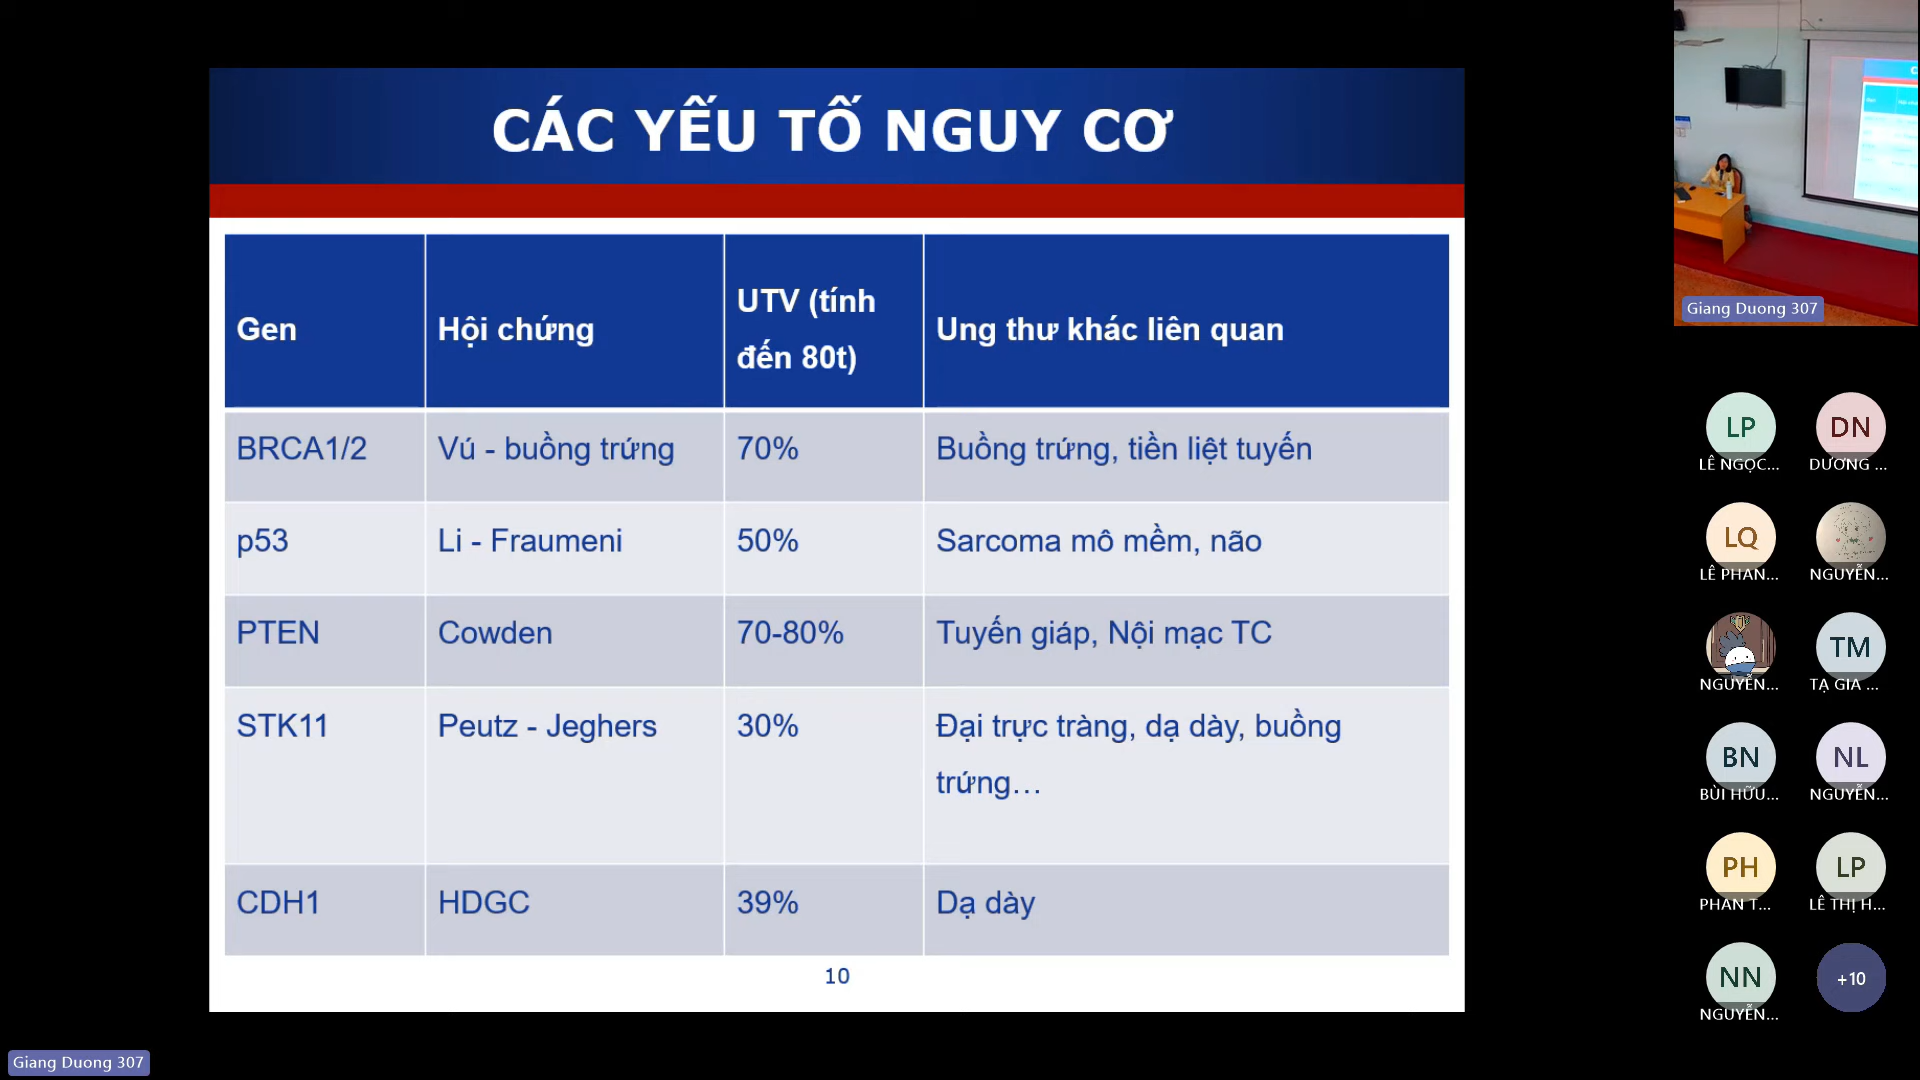 CÁC YẾU TỐ NGUY CƠ
Gen
Hội chứng
UTV (tính
đến 80t)
Ung thư khác liên quan
BRCA1/2
Vú - buồng trứng
70%
Buồng trứng, tiền liệt tuyến
p53
Li - Fraumeni
50%
Sarcoma mô mềm, não
PTEN
Cowden
70-80%
Tuyến giáp, Nội mạc TC
STK11
Peutz - Jeghers
30%
Đại trực tràng, dạ dày, buồng
trứng...
CDH1
HDGC
39%
Dạ dày
10
Giang Duong 307
Giang Duong 307
LP
DN
LÊ NGỌC...
DƯƠNG ...
LQ
LÊ PHAN...
NGUYỄN...
TM
NGUYỄN...
TẠ GIA ...
BN
NL
BÙI HỮU...
NGUYỄN...
PH
LP
PHAN T...
LÊ THỊ H...
NN
+10
NGUYỄN...